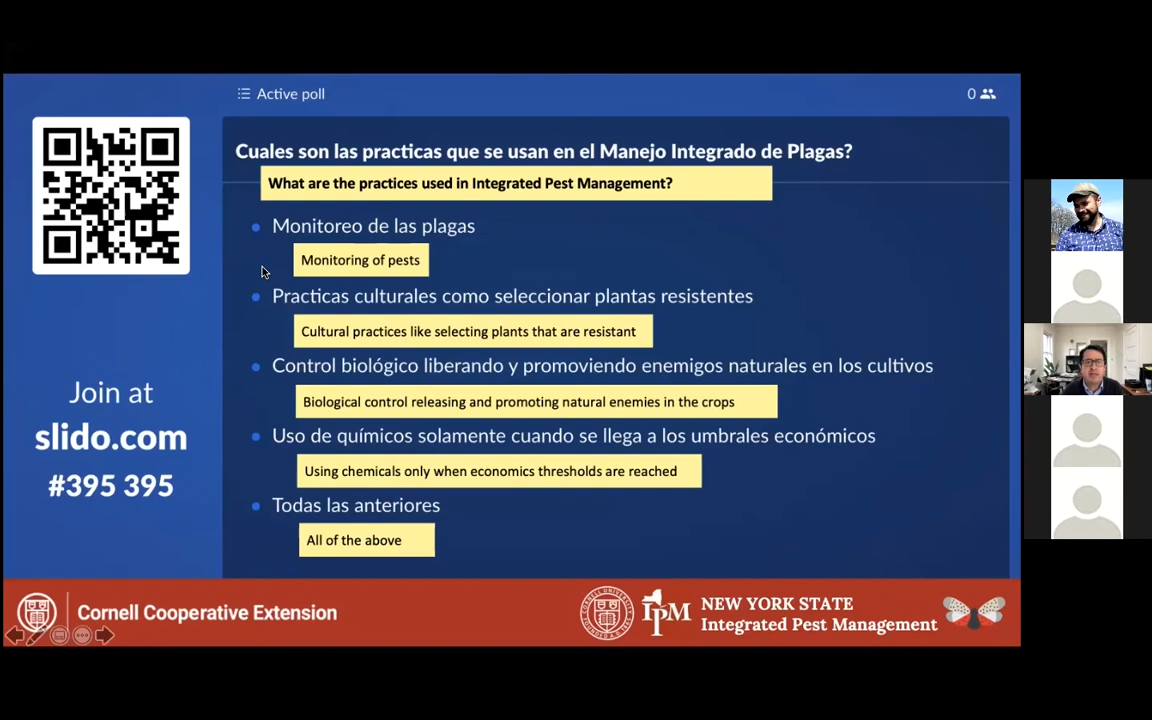 Active poll
0
Cuales son las practicas que se usan en el Manejo Integrado de Plagas?
What are the practices used in Integrated Pest Management?
Monitoreo de las plagas
Monitoring of pests
Practicas culturales como seleccionar plantas resistentes
Cultural practices like selecting plants that are resistant
Control biológico liberando y promoviendo enemigos naturales en los cultivos
Biological control releasing and promoting natural enemies in the crops
Uso de químicos solamente cuando se llega a los umbrales económicos
Using chemicals only when economics thresholds are reached
Todas las anteriores
All of the above
Join at
slido.com
#395 395
Cornell Cooperative Extension
IPM
NEW YORK STATE
Integrated Pest Management